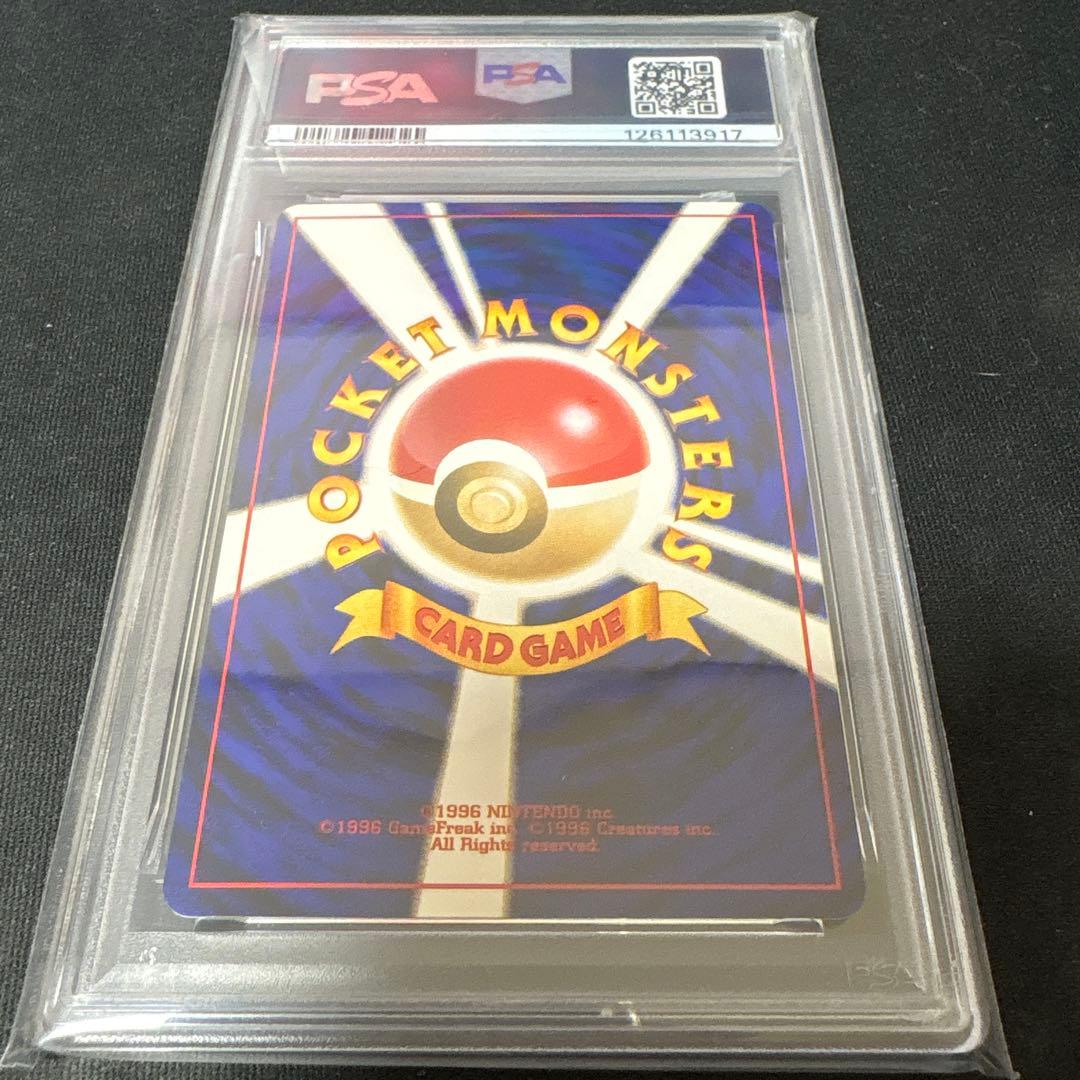 PSA
PSA
126113917
POCKET MONSTERS
CARD GAME
©1996 NINTENDO inc.
©1996 GameFreak inc. ©1996 Creatures inc.
All Rights reserved.
PSA